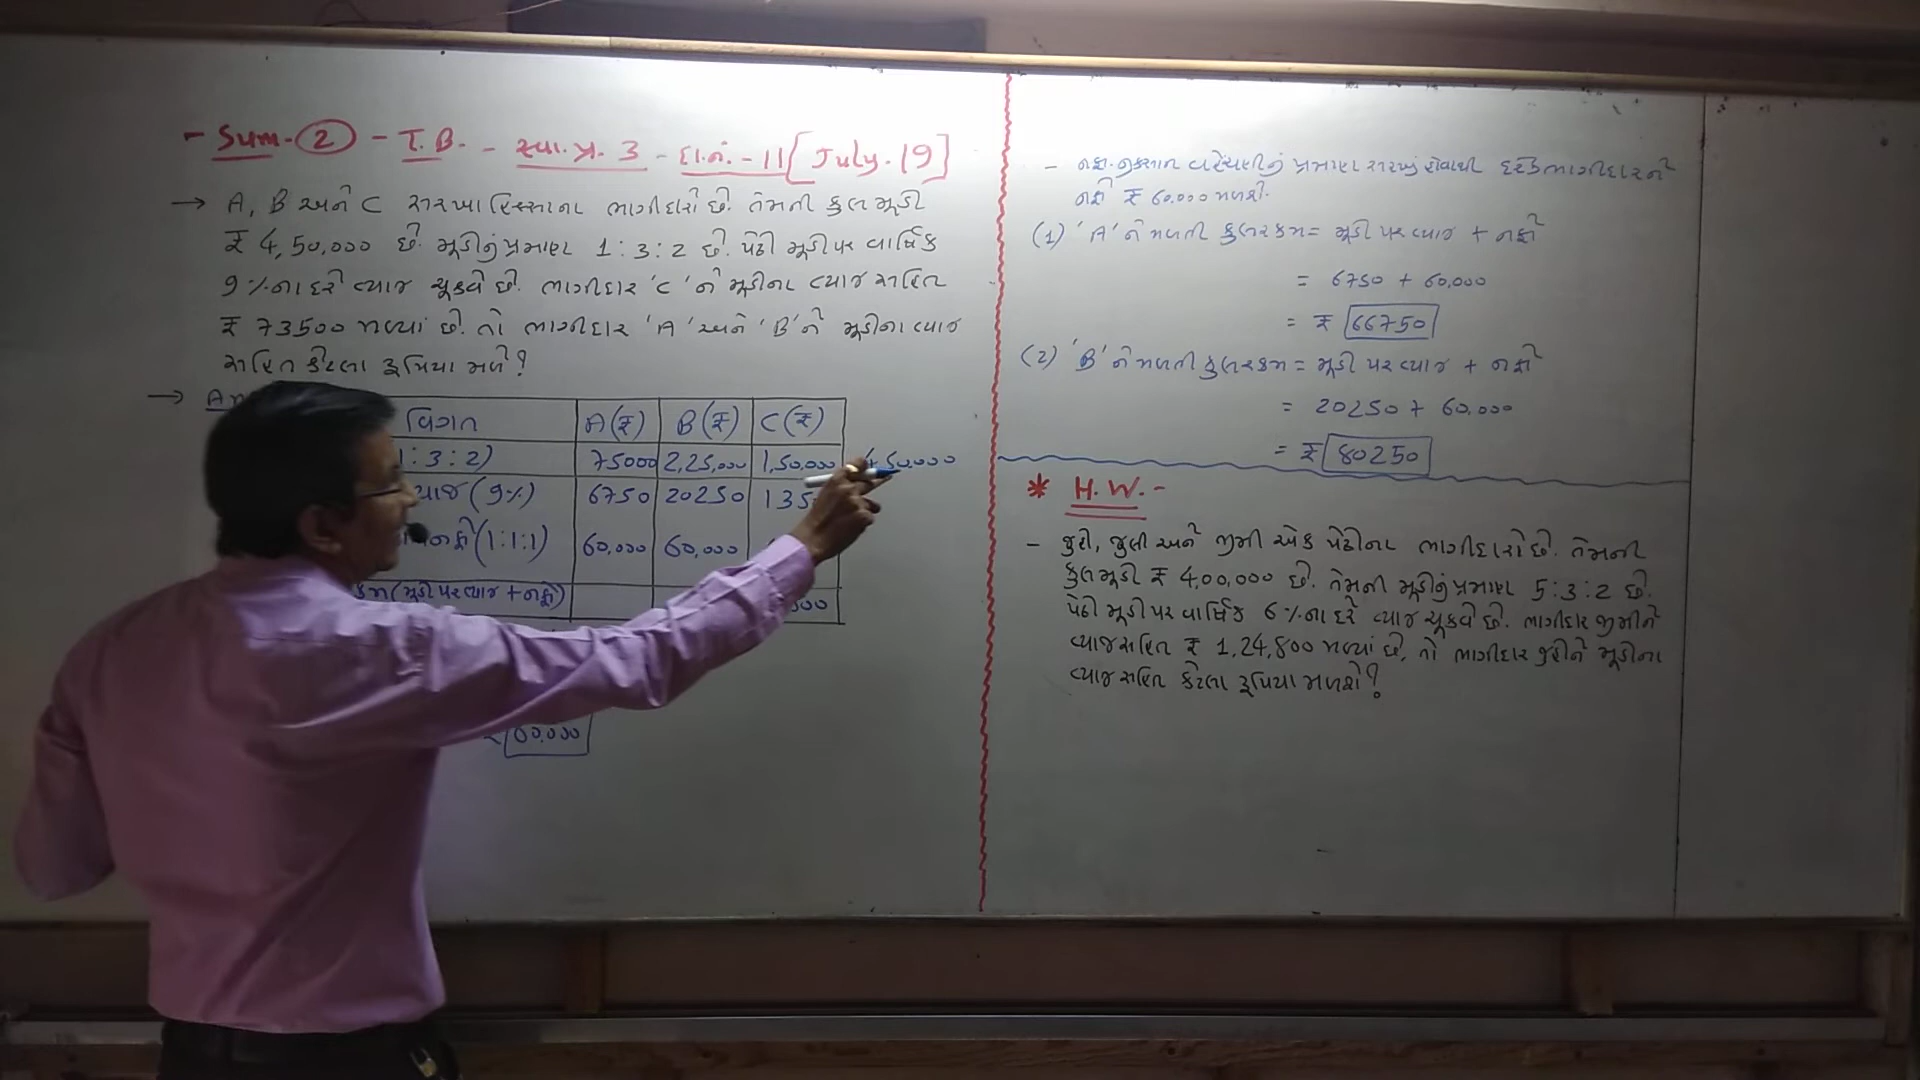 - Sum-(2) - T.B. - સ્વા.પ્ર. 3 - દા.નં. - 11 [July-19]
→ A, B અને C સરખા હિસ્સાના ભાગીદારો છે. તેમની કુલ મૂડી
₹ 4,50,000 છે. મૂડીનું પ્રમાણ 1:3:2 છે. પેઢી મૂડી પર વાર્ષિક
9 % ના દરે વ્યાજ ચૂકવે છે. ભાગીદાર 'C' ને મૂડીના વ્યાજ સહિત
₹ 73500 મળ્યાં છે. તો ભાગીદાર 'A' અને 'B' ને મૂડીના વ્યાજ
સહિત કેટલા રૂપિયા મળે?
→
વિગત A(₹) B(₹) C(₹)
1:3:2) 75000 2,25,000 1,50,000 4,50,000
વ્યાજ (9%) 6750 20250 135
નફો (1:1:1) 60,000 60,000
(મૂડી પર વ્યાજ + નફો)
60,000
- નફા-નુકસાન વહેંચણીનું પ્રમાણ સરખું હોવાથી દરેક ભાગીદારને
નફો ₹ 60,000 મળશે.
(1) 'A' ને મળતી કુલ રકમ = મૂડી પર વ્યાજ + નફો
= 6750 + 60,000
= ₹ 66750
(2) 'B' ને મળતી કુલ રકમ = મૂડી પર વ્યાજ + નફો
= 20250 + 60,000
= ₹ 80250
* H.W. -
- જુહી, જુલી અને જીમી એક પેઢીના ભાગીદારો છે. તેમની
કુલ મૂડી ₹ 4,00,000 છે. તેમની મૂડીનું પ્રમાણ 5:3:2 છે.
પેઢી મૂડી પર વાર્ષિક 6 % ના દરે વ્યાજ ચૂકવે છે. ભાગીદાર જીમીને
વ્યાજ સહિત ₹ 1,24,800 મળ્યાં છે, તો ભાગીદાર જુહીને મૂડીના
વ્યાજ સહિત કેટલા રૂપિયા મળશે?